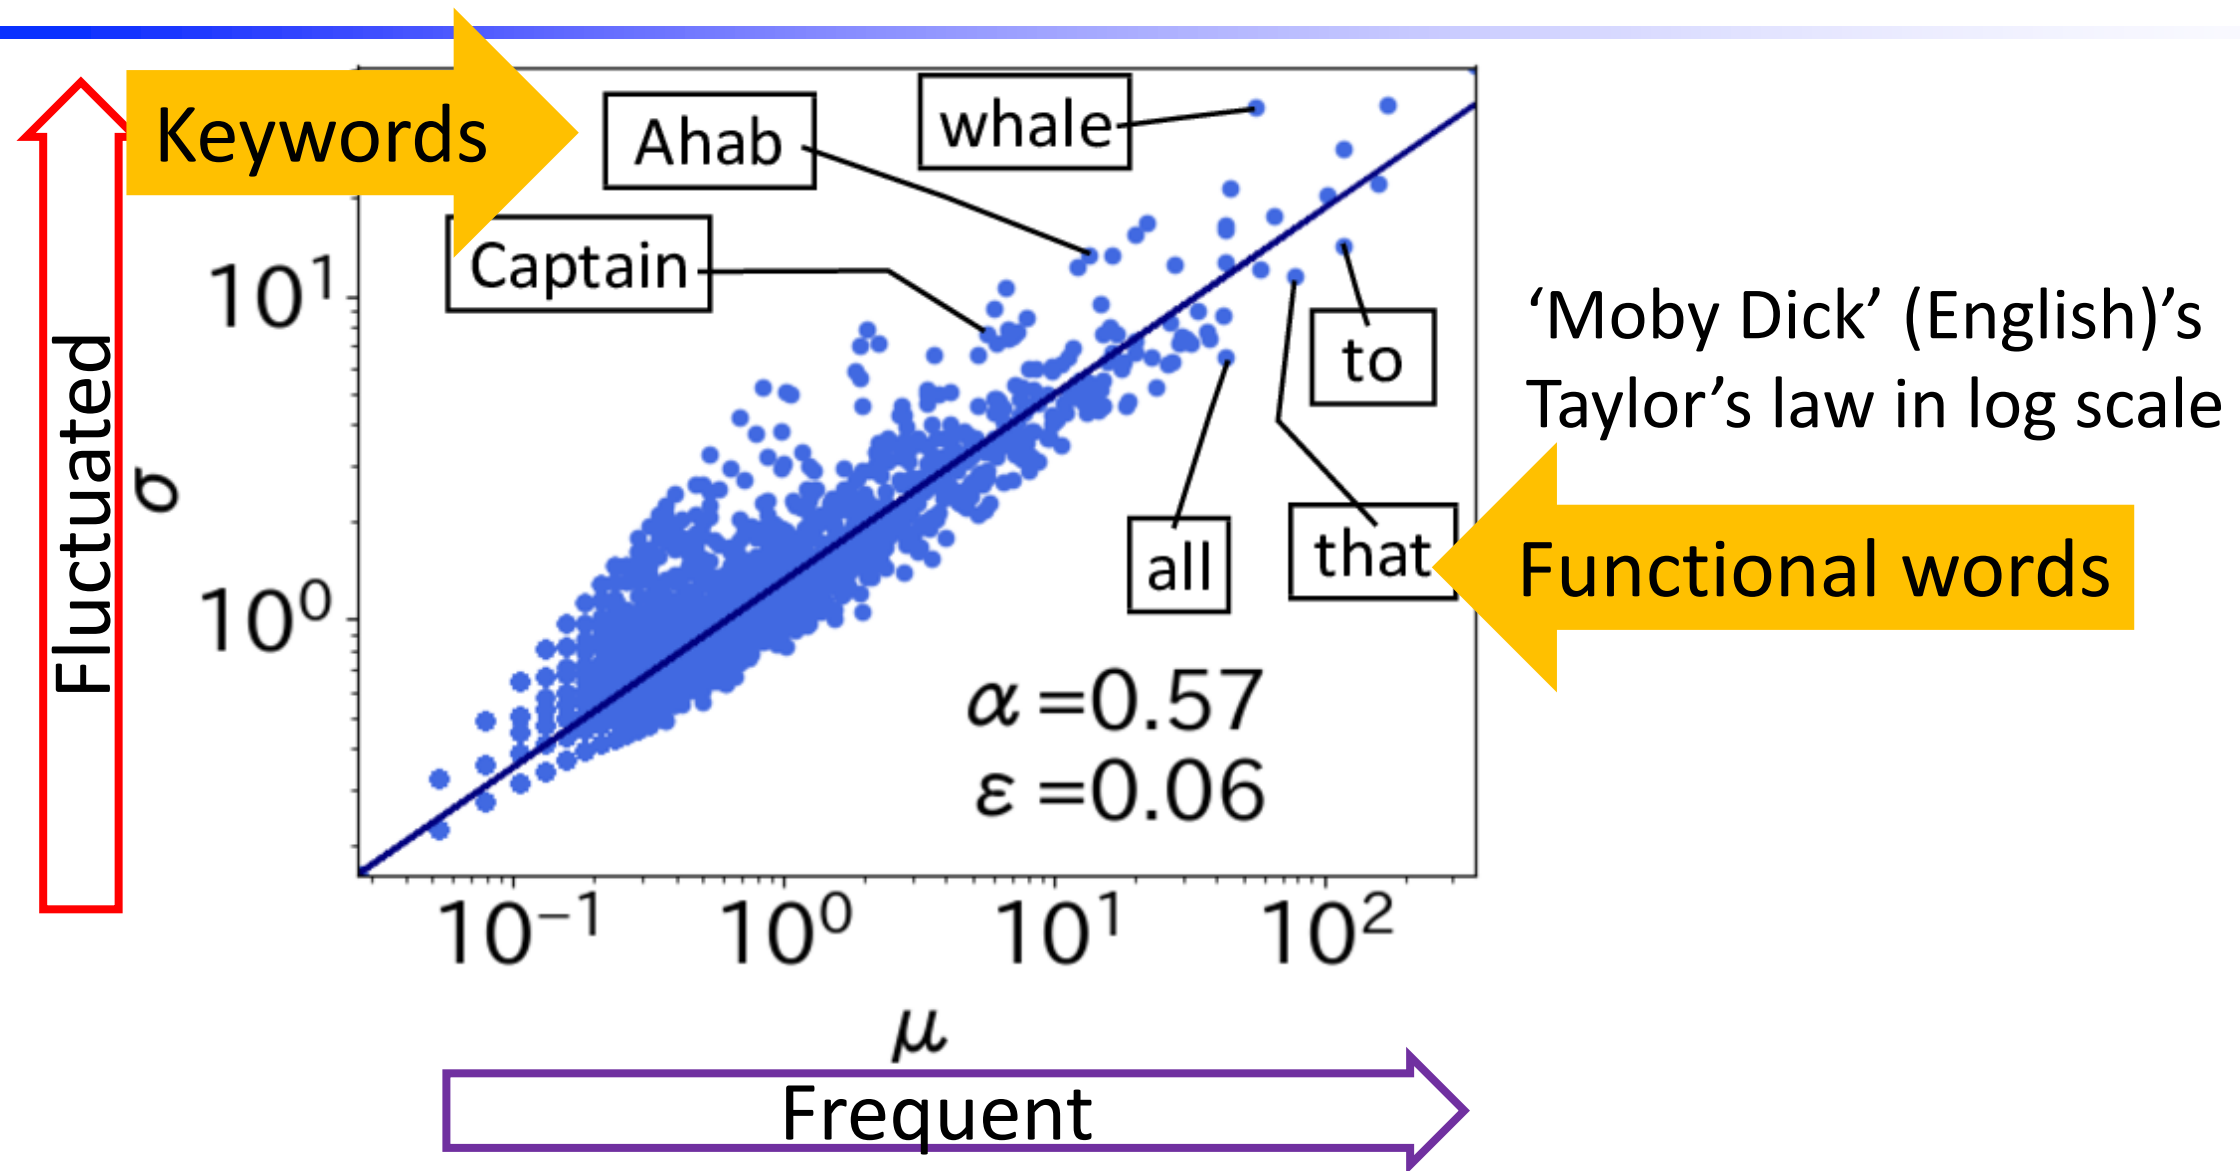 Keywords
Ahab
whale
Captain
Fluctuated
σ
10¹
10⁰
‘Moby Dick’ (English)’s
Taylor’s law in log scale
to
all
that
Functional words
α =0.57
ε =0.06
10⁻¹
10⁰
10¹
10²
μ
Frequent